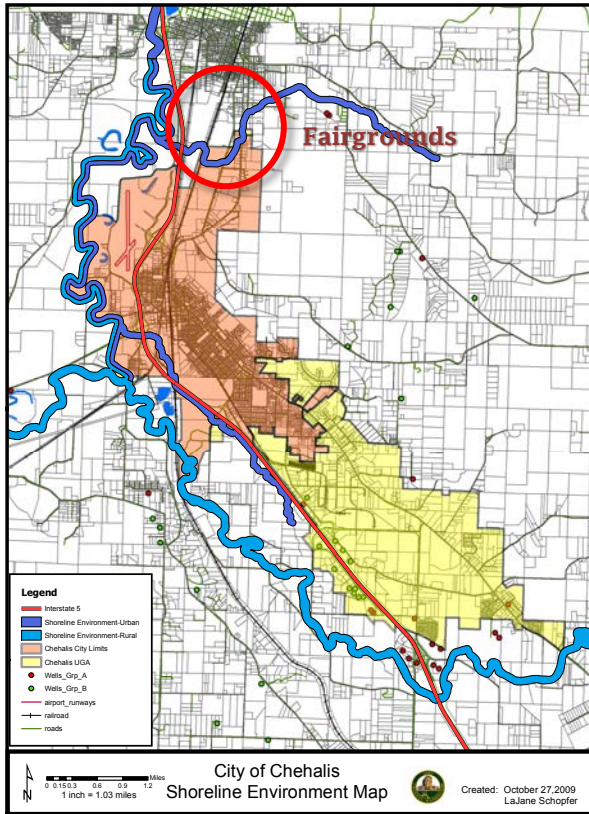 Fairgrounds
Legend
Interstate 5
Shoreline Environment-Urban
Shoreline Environment-Rural
Chehalis City Limits
Chehalis UGA
Wells_Grp_A
Wells_Grp_B
airport_runways
railroad
roads
N
0 0.15 0.3 0.6 0.9 1.2 Miles
1 inch = 1.03 miles
City of Chehalis
Shoreline Environment Map
Created: October 27,2009
LaJane Schopfer